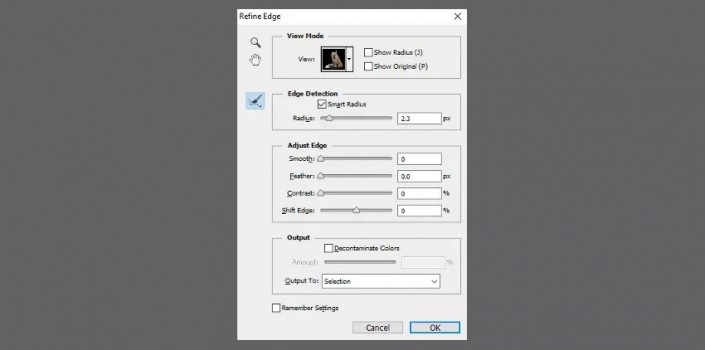 Refine Edge
View Mode
View:
Show Radius (J)
Show Original (P)
Edge Detection
Smart Radius
Radius: 2.3 px
Adjust Edge
Smooth: 0
Feather: 0.0 px
Contrast: 0 %
Shift Edge: 0 %
Output
Decontaminate Colors
Amount: %
Output To: Selection
Remember Settings
Cancel OK